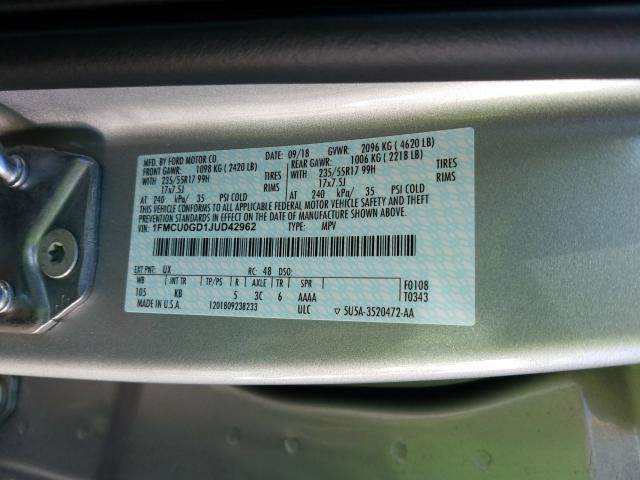 MFD. BY FORD MOTOR CO. DATE: 09/18 GVWR: 2096 KG ( 4620 LB)
FRONT GAWR: 1098 KG ( 2420 LB) REAR GAWR: 1006 KG ( 2218 LB)
WITH 235/55R17 99H TIRES WITH 235/55R17 99H TIRES
17x7.5J RIMS 17x7.5J RIMS
AT 240 kPa/ 35 PSI COLD AT 240 kPa/ 35 PSI COLD
THIS VEHICLE CONFORMS TO ALL APPLICABLE FEDERAL MOTOR VEHICLE SAFETY AND THEFT
PREVENTION STANDARDS IN EFFECT ON THE DATE OF MANUFACTURE SHOWN ABOVE.
VIN: 1FMCU0GD1JUD42962 TYPE: MPV
EXT PNT: UX RC: 48 DSO:
WB TP/PS R AXLE TR SPR F0108
105 KB 5 3C 6 AAAA T0343
MADE IN U.S.A. 1201809238233 ULC 5U5A-3520472-AA